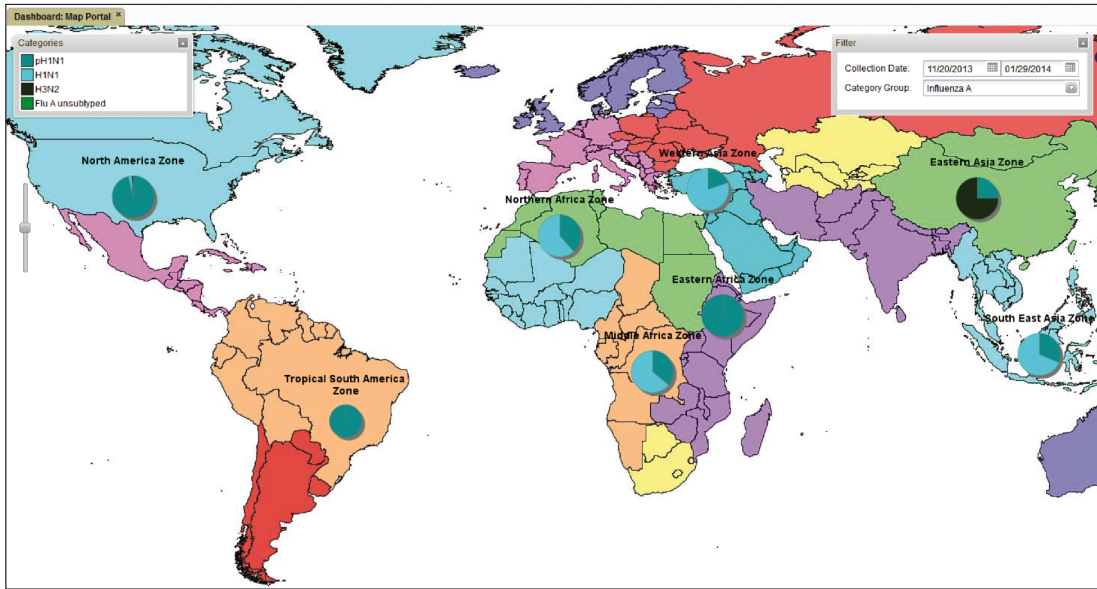 Dashboard: Map Portal ×
Categories
pH1N1
H1N1
H3N2
Flu A unsubtyped
Filter
Collection Date: 11/20/2013 01/29/2014
Category Group: Influenza A
North America Zone
Western Asia Zone
Eastern Asia Zone
Northern Africa Zone
Eastern Africa Zone
South East Asia Zone
Middle Africa Zone
Tropical South America
Zone